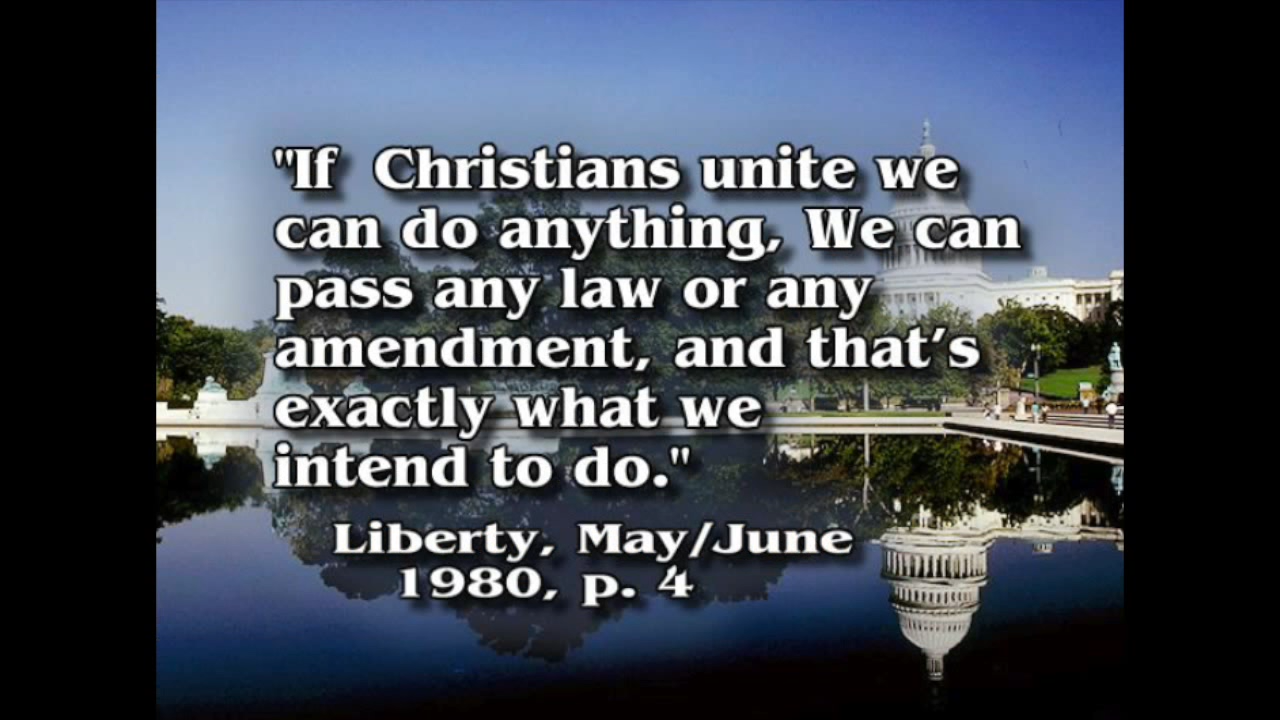 "If Christians unite we
can do anything, We can
pass any law or any
amendment, and that's
exactly what we
intend to do."
Liberty, May/June
1980, p. 4